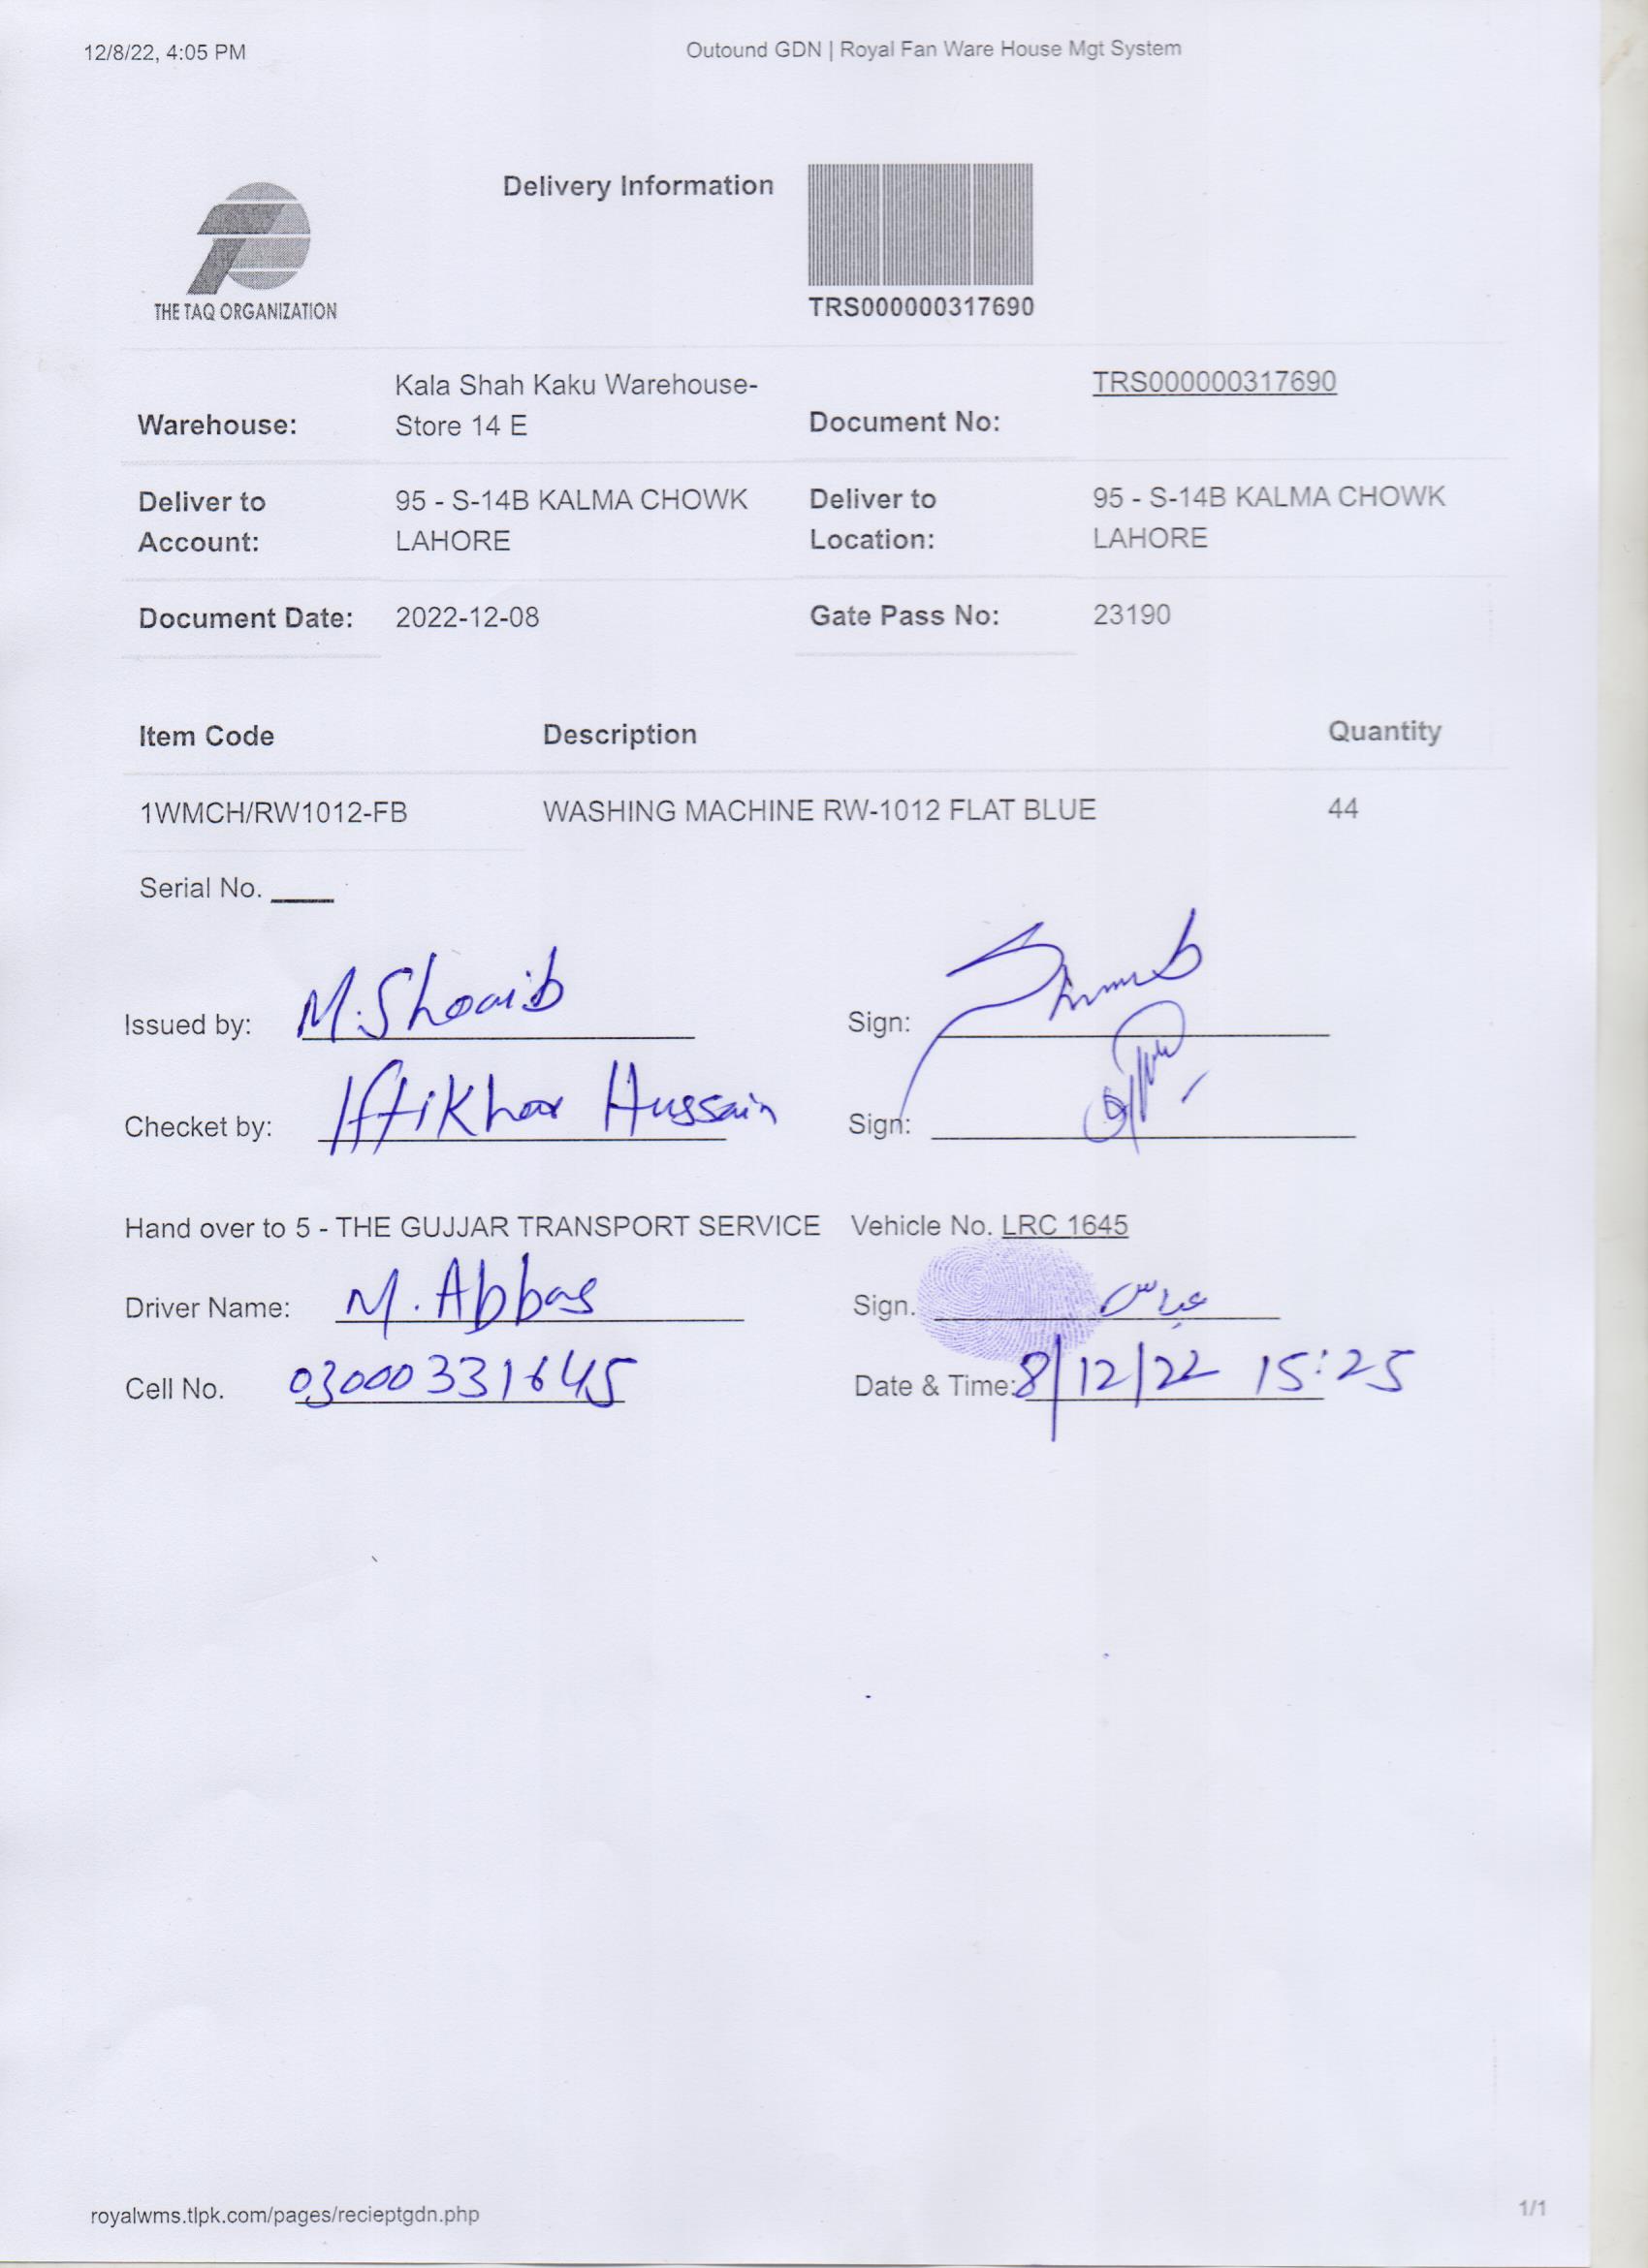 12/8/22, 4:05 PM Outound GDN | Royal Fan Ware House Mgt System
Delivery Information
THE TAQ ORGANIZATION
TRS000000317690
Warehouse: Kala Shah Kaku Warehouse-
Store 14 E
Document No: TRS000000317690
Deliver to
Account:
95 - S-14B KALMA CHOWK
LAHORE
Deliver to
Location:
95 - S-14B KALMA CHOWK
LAHORE
Document Date: 2022-12-08 Gate Pass No: 23190
Item Code Description Quantity
1WMCH/RW1012-FB WASHING MACHINE RW-1012 FLAT BLUE 44
Serial No.
Issued by: M. Shoaib Sign:
Checket by: Iftikhar Hussain Sign:
Hand over to 5 - THE GUJJAR TRANSPORT SERVICE Vehicle No. LRC 1645
Driver Name: M. Abbas Sign. عباس
Cell No. 03000331645 Date & Time: 8/12/22 15:25
royalwms.tlpk.com/pages/recieptgdn.php 1/1